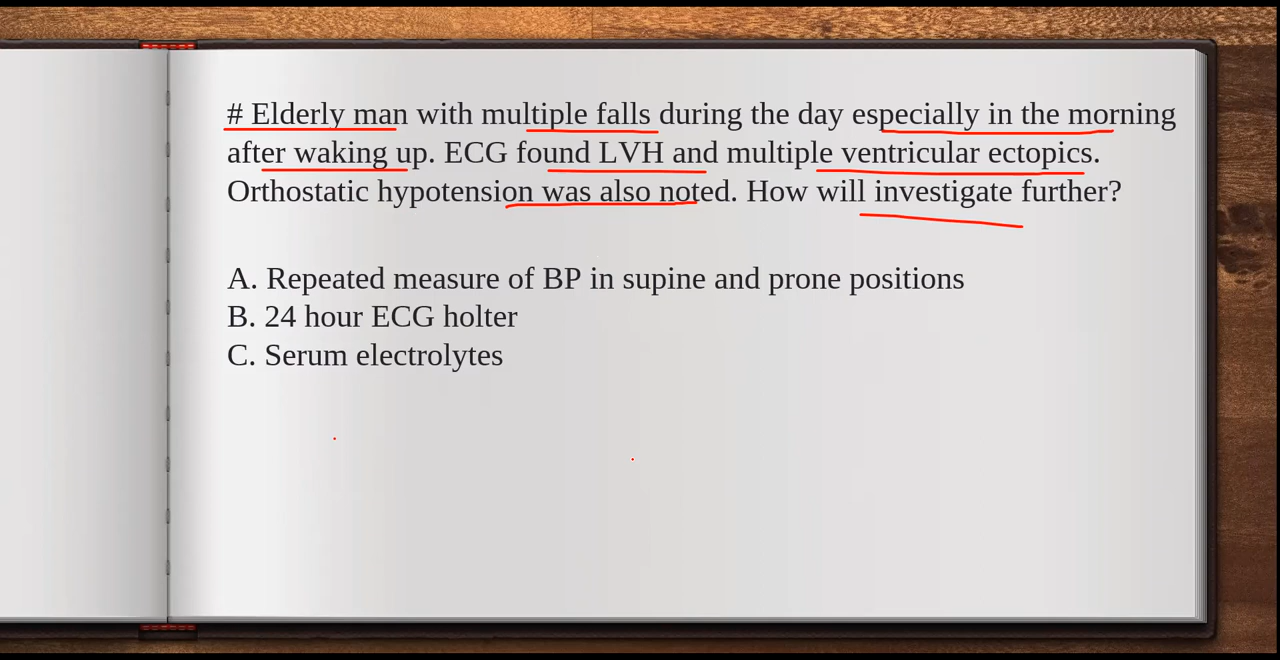 # Elderly man with multiple falls during the day especially in the morning
after waking up. ECG found LVH and multiple ventricular ectopics.
Orthostatic hypotension was also noted. How will investigate further?
A. Repeated measure of BP in supine and prone positions
B. 24 hour ECG holter
C. Serum electrolytes